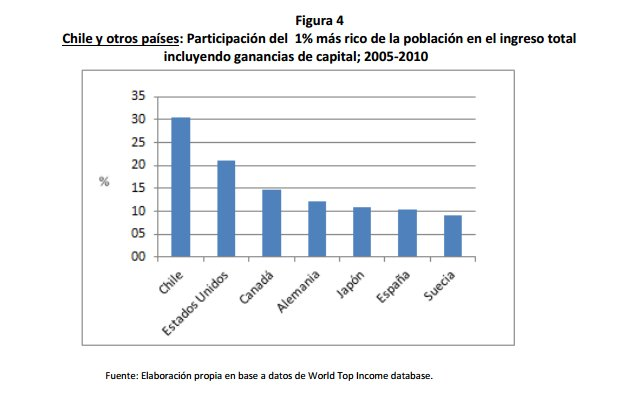 Figura 4
Chile y otros países: Participación del 1% más rico de la población en el ingreso total
incluyendo ganancias de capital; 2005-2010
35
30
25
20
%
15
10
05
00
Chile
Estados Unidos
Canadá
Alemania
Japón
España
Suecia
Fuente: Elaboración propia en base a datos de World Top Income database.